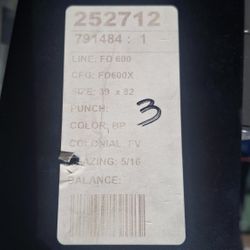 252712
791484 : 1
LINE: FD 600
CFG: FD600X
SIZE: 39 x 82
PUNCH:
3
COLOR: BP
COLONIAL TV
GLAZING: 5/16
BALANCE: